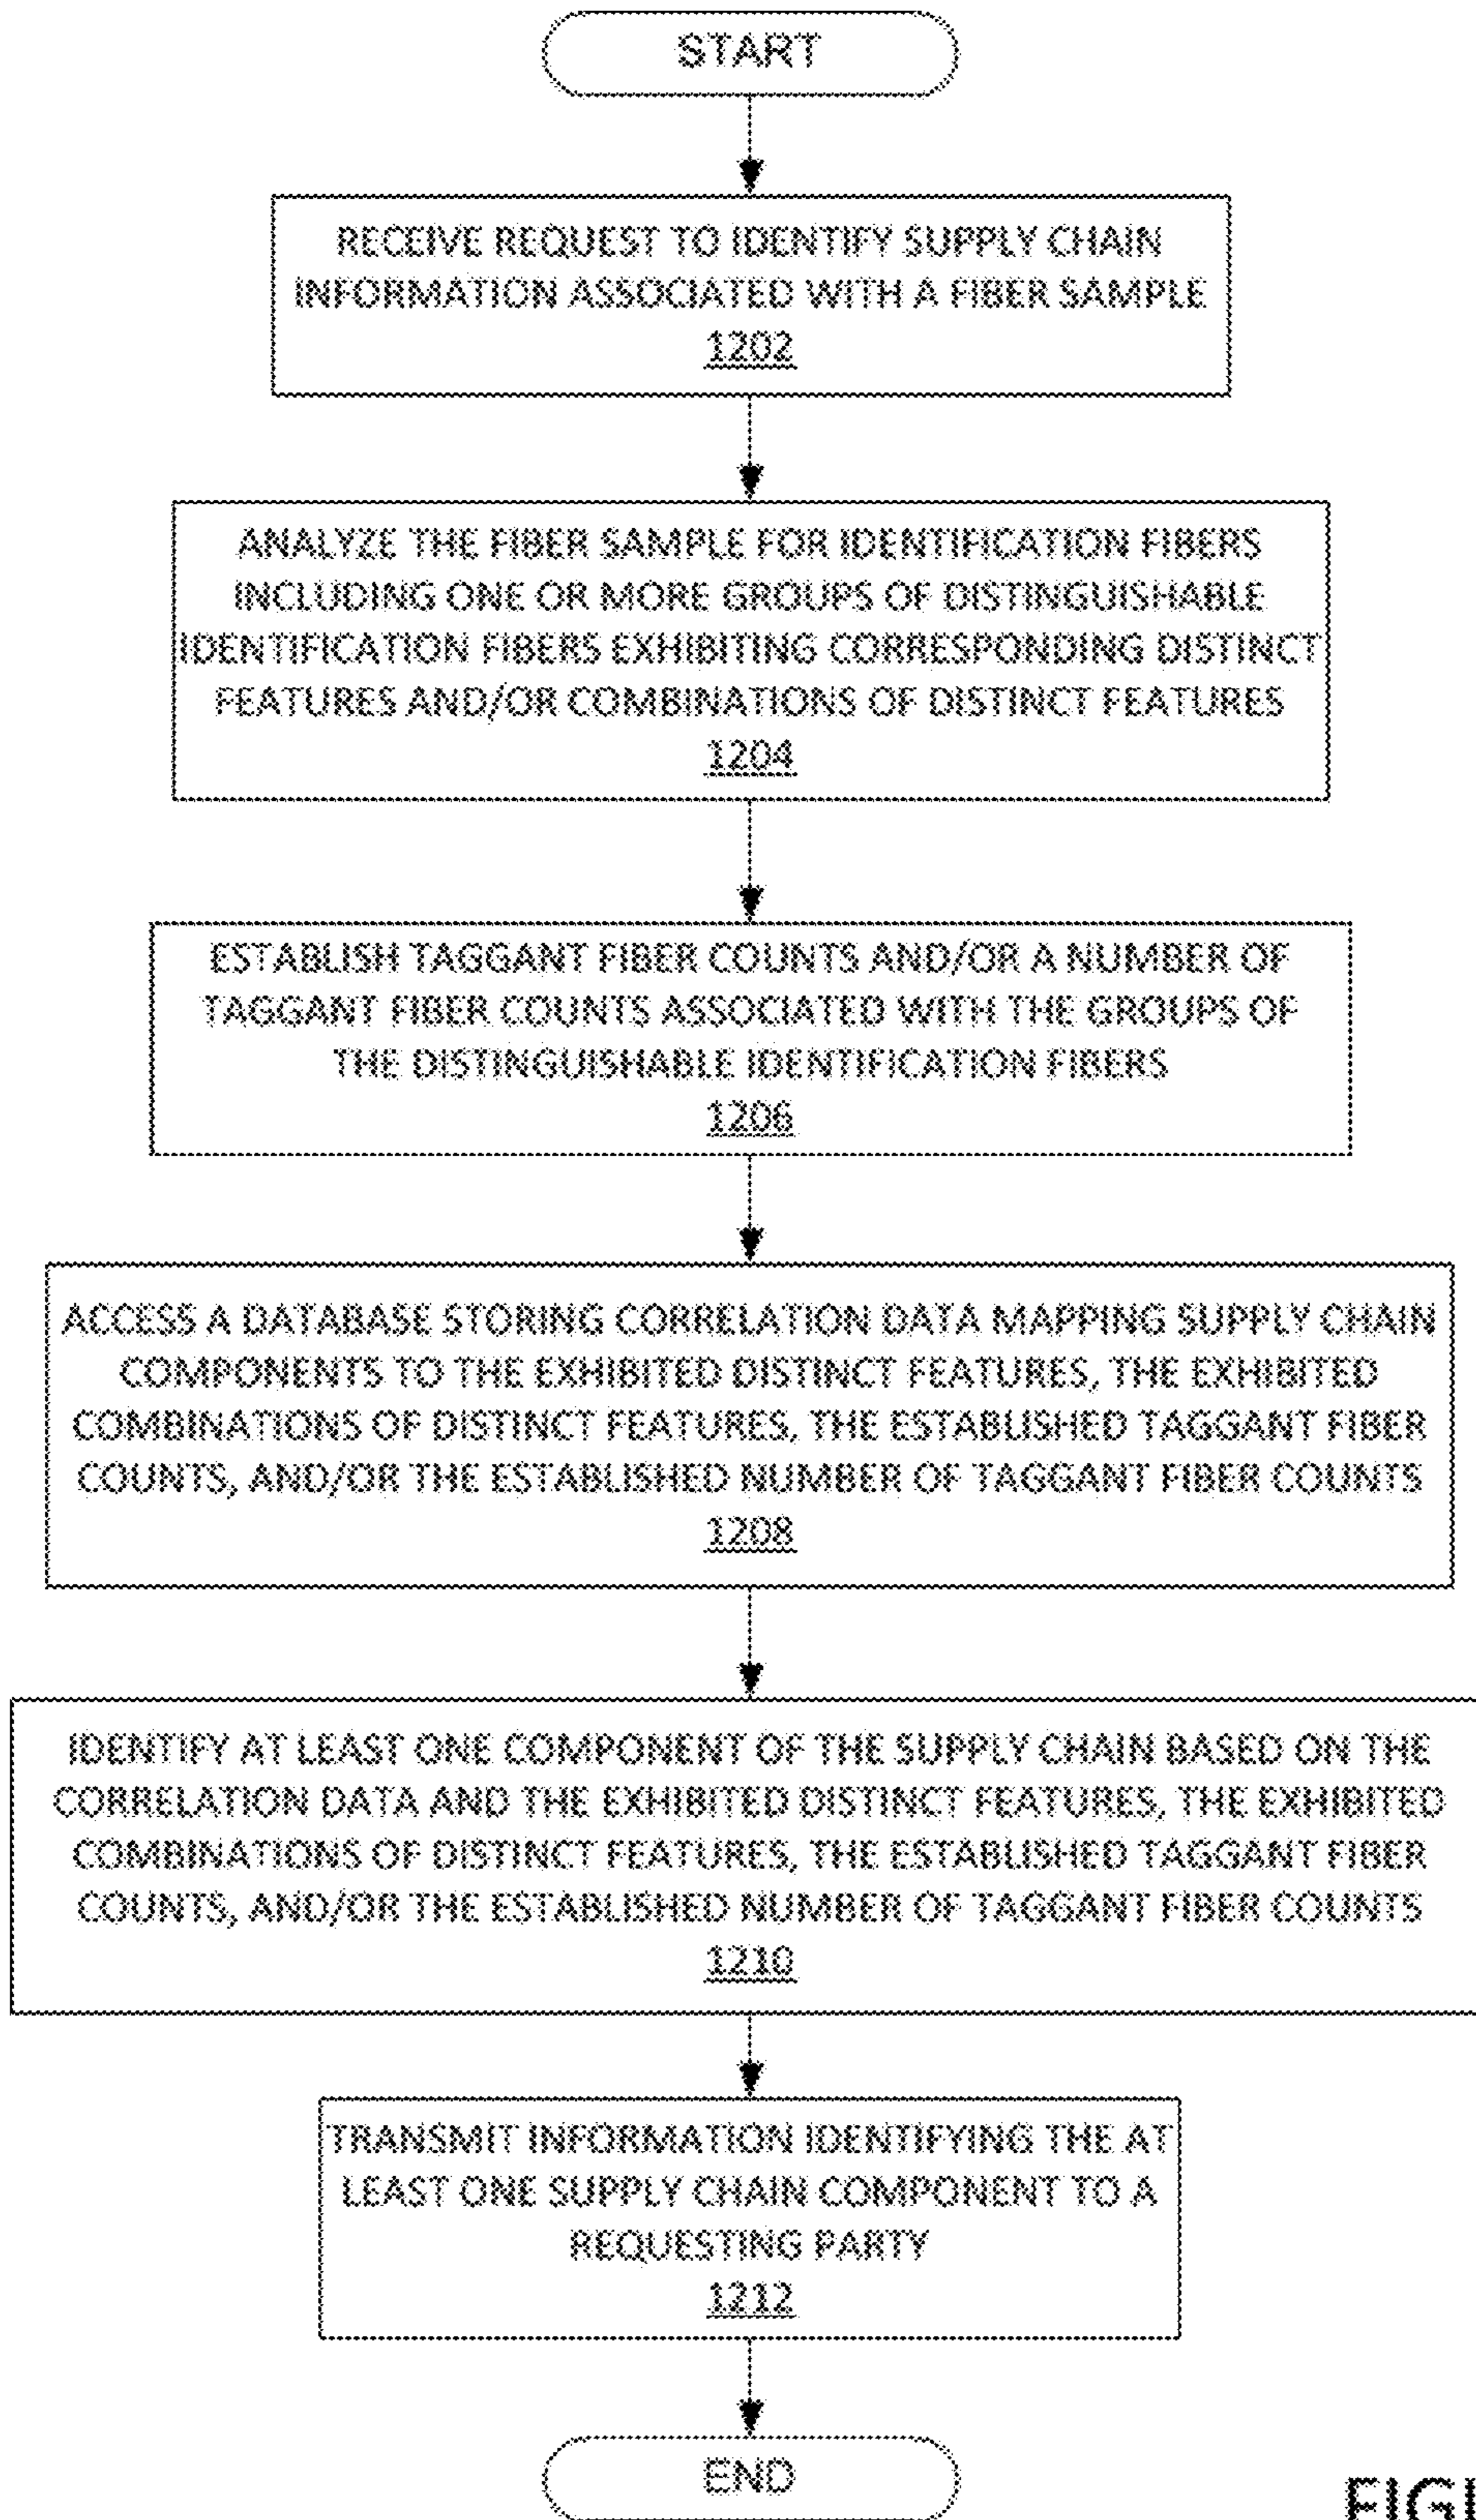 START
RECEIVE REQUEST TO IDENTIFY SUPPLY CHAIN
INFORMATION ASSOCIATED WITH A FIBER SAMPLE
1202
ANALYZE THE FIBER SAMPLE FOR IDENTIFICATION FIBERS
INCLUDING ONE OR MORE GROUPS OF DISTINGUISHABLE
IDENTIFICATION FIBERS EXHIBITING CORRESPONDING DISTINCT
FEATURES AND/OR COMBINATIONS OF DISTINCT FEATURES
1204
ESTABLISH TAGGANT FIBER COUNTS AND/OR A NUMBER OF
TAGGANT FIBER COUNTS ASSOCIATED WITH THE GROUPS OF
THE DISTINGUISHABLE IDENTIFICATION FIBERS
1206
ACCESS A DATABASE STORING CORRELATION DATA MAPPING SUPPLY CHAIN
COMPONENTS TO THE EXHIBITED DISTINCT FEATURES, THE EXHIBITED
COMBINATIONS OF DISTINCT FEATURES, THE ESTABLISHED TAGGANT FIBER
COUNTS, AND/OR THE ESTABLISHED NUMBER OF TAGGANT FIBER COUNTS
1208
IDENTIFY AT LEAST ONE COMPONENT OF THE SUPPLY CHAIN BASED ON THE
CORRELATION DATA AND THE EXHIBITED DISTINCT FEATURES, THE EXHIBITED
COMBINATIONS OF DISTINCT FEATURES, THE ESTABLISHED TAGGANT FIBER
COUNTS, AND/OR THE ESTABLISHED NUMBER OF TAGGANT FIBER COUNTS
1210
TRANSMIT INFORMATION IDENTIFYING THE AT
LEAST ONE SUPPLY CHAIN COMPONENT TO A
REQUESTING PARTY
1212
END